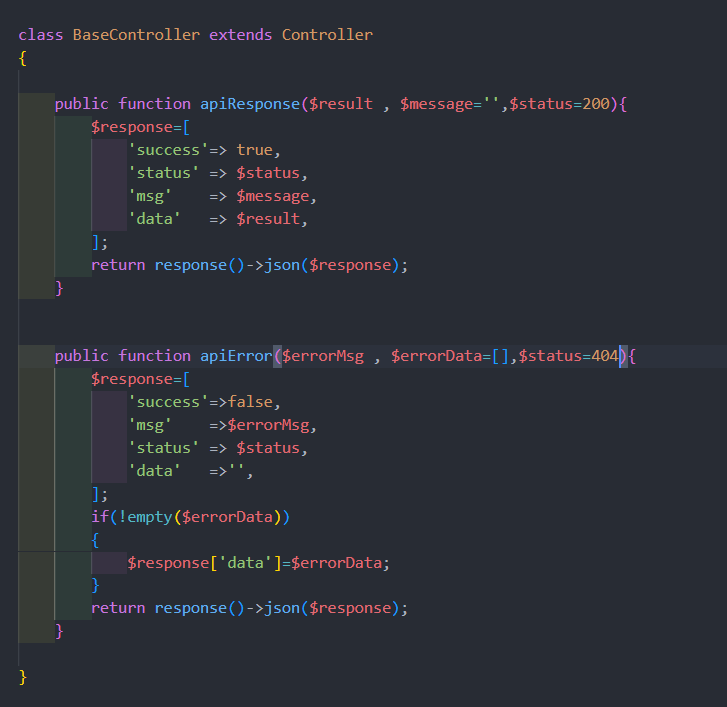 class BaseController extends Controller
{
public function apiResponse($result , $message='',$status=200){
$response=[
'success'=> true,
'status' => $status,
'msg'    => $message,
'data'   => $result,
];
return response()->json($response);
}
public function apiError($errorMsg , $errorData=[],$status=404){
$response=[
'success'=>false,
'msg'    =>$errorMsg,
'status' => $status,
'data'   =>'',
];
if(!empty($errorData))
{
$response['data']=$errorData;
}
return response()->json($response);
}
}